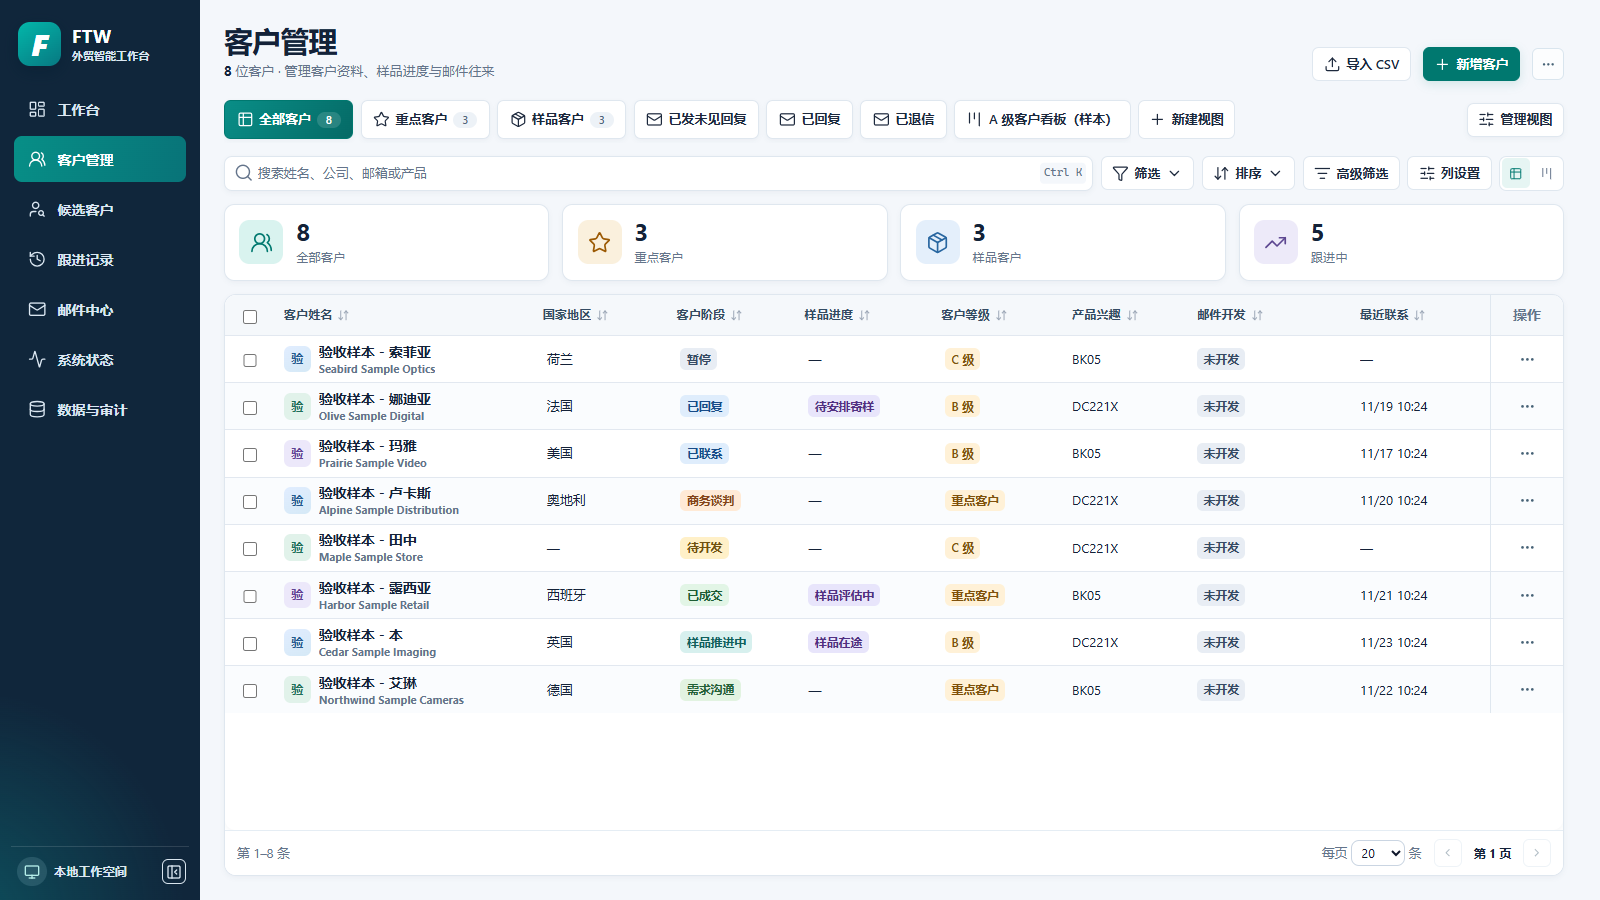 F
FTW
外贸智能工作台
工作台
客户管理
候选客户
跟进记录
邮件中心
系统状态
数据与审计
本地工作空间
客户管理
8 位客户 · 管理客户资料、样品进度与邮件往来
导入 CSV
新增客户
全部客户 8
重点客户 3
样品客户 3
已发未见回复
已回复
已退信
A 级客户看板（样本）
新建视图
管理视图
搜索姓名、公司、邮箱或产品
Ctrl K
筛选
排序
高级筛选
列设置
8
全部客户
3
重点客户
3
样品客户
5
跟进中
客户姓名 国家地区 客户阶段 样品进度 客户等级 产品兴趣 邮件开发 最近联系 操作
验 验收样本 - 索菲亚 荷兰 暂停 — C 级 BK05 未开发 —
Seabird Sample Optics
验 验收样本 - 娜迪亚 法国 已回复 待安排寄样 B 级 DC221X 未开发 11/19 10:24
Olive Sample Digital
验 验收样本 - 玛雅 美国 已联系 — B 级 BK05 未开发 11/17 10:24
Prairie Sample Video
验 验收样本 - 卢卡斯 奥地利 商务谈判 — 重点客户 DC221X 未开发 11/20 10:24
Alpine Sample Distribution
验 验收样本 - 田中 — 待开发 — C 级 DC221X 未开发 —
Maple Sample Store
验 验收样本 - 露西亚 西班牙 已成交 样品评估中 重点客户 BK05 未开发 11/21 10:24
Harbor Sample Retail
验 验收样本 - 本 英国 样品推进中 样品在途 B 级 DC221X 未开发 11/23 10:24
Cedar Sample Imaging
验 验收样本 - 艾琳 德国 需求沟通 — 重点客户 BK05 未开发 11/22 10:24
Northwind Sample Cameras
第 1–8 条
每页 20 条
第 1 页